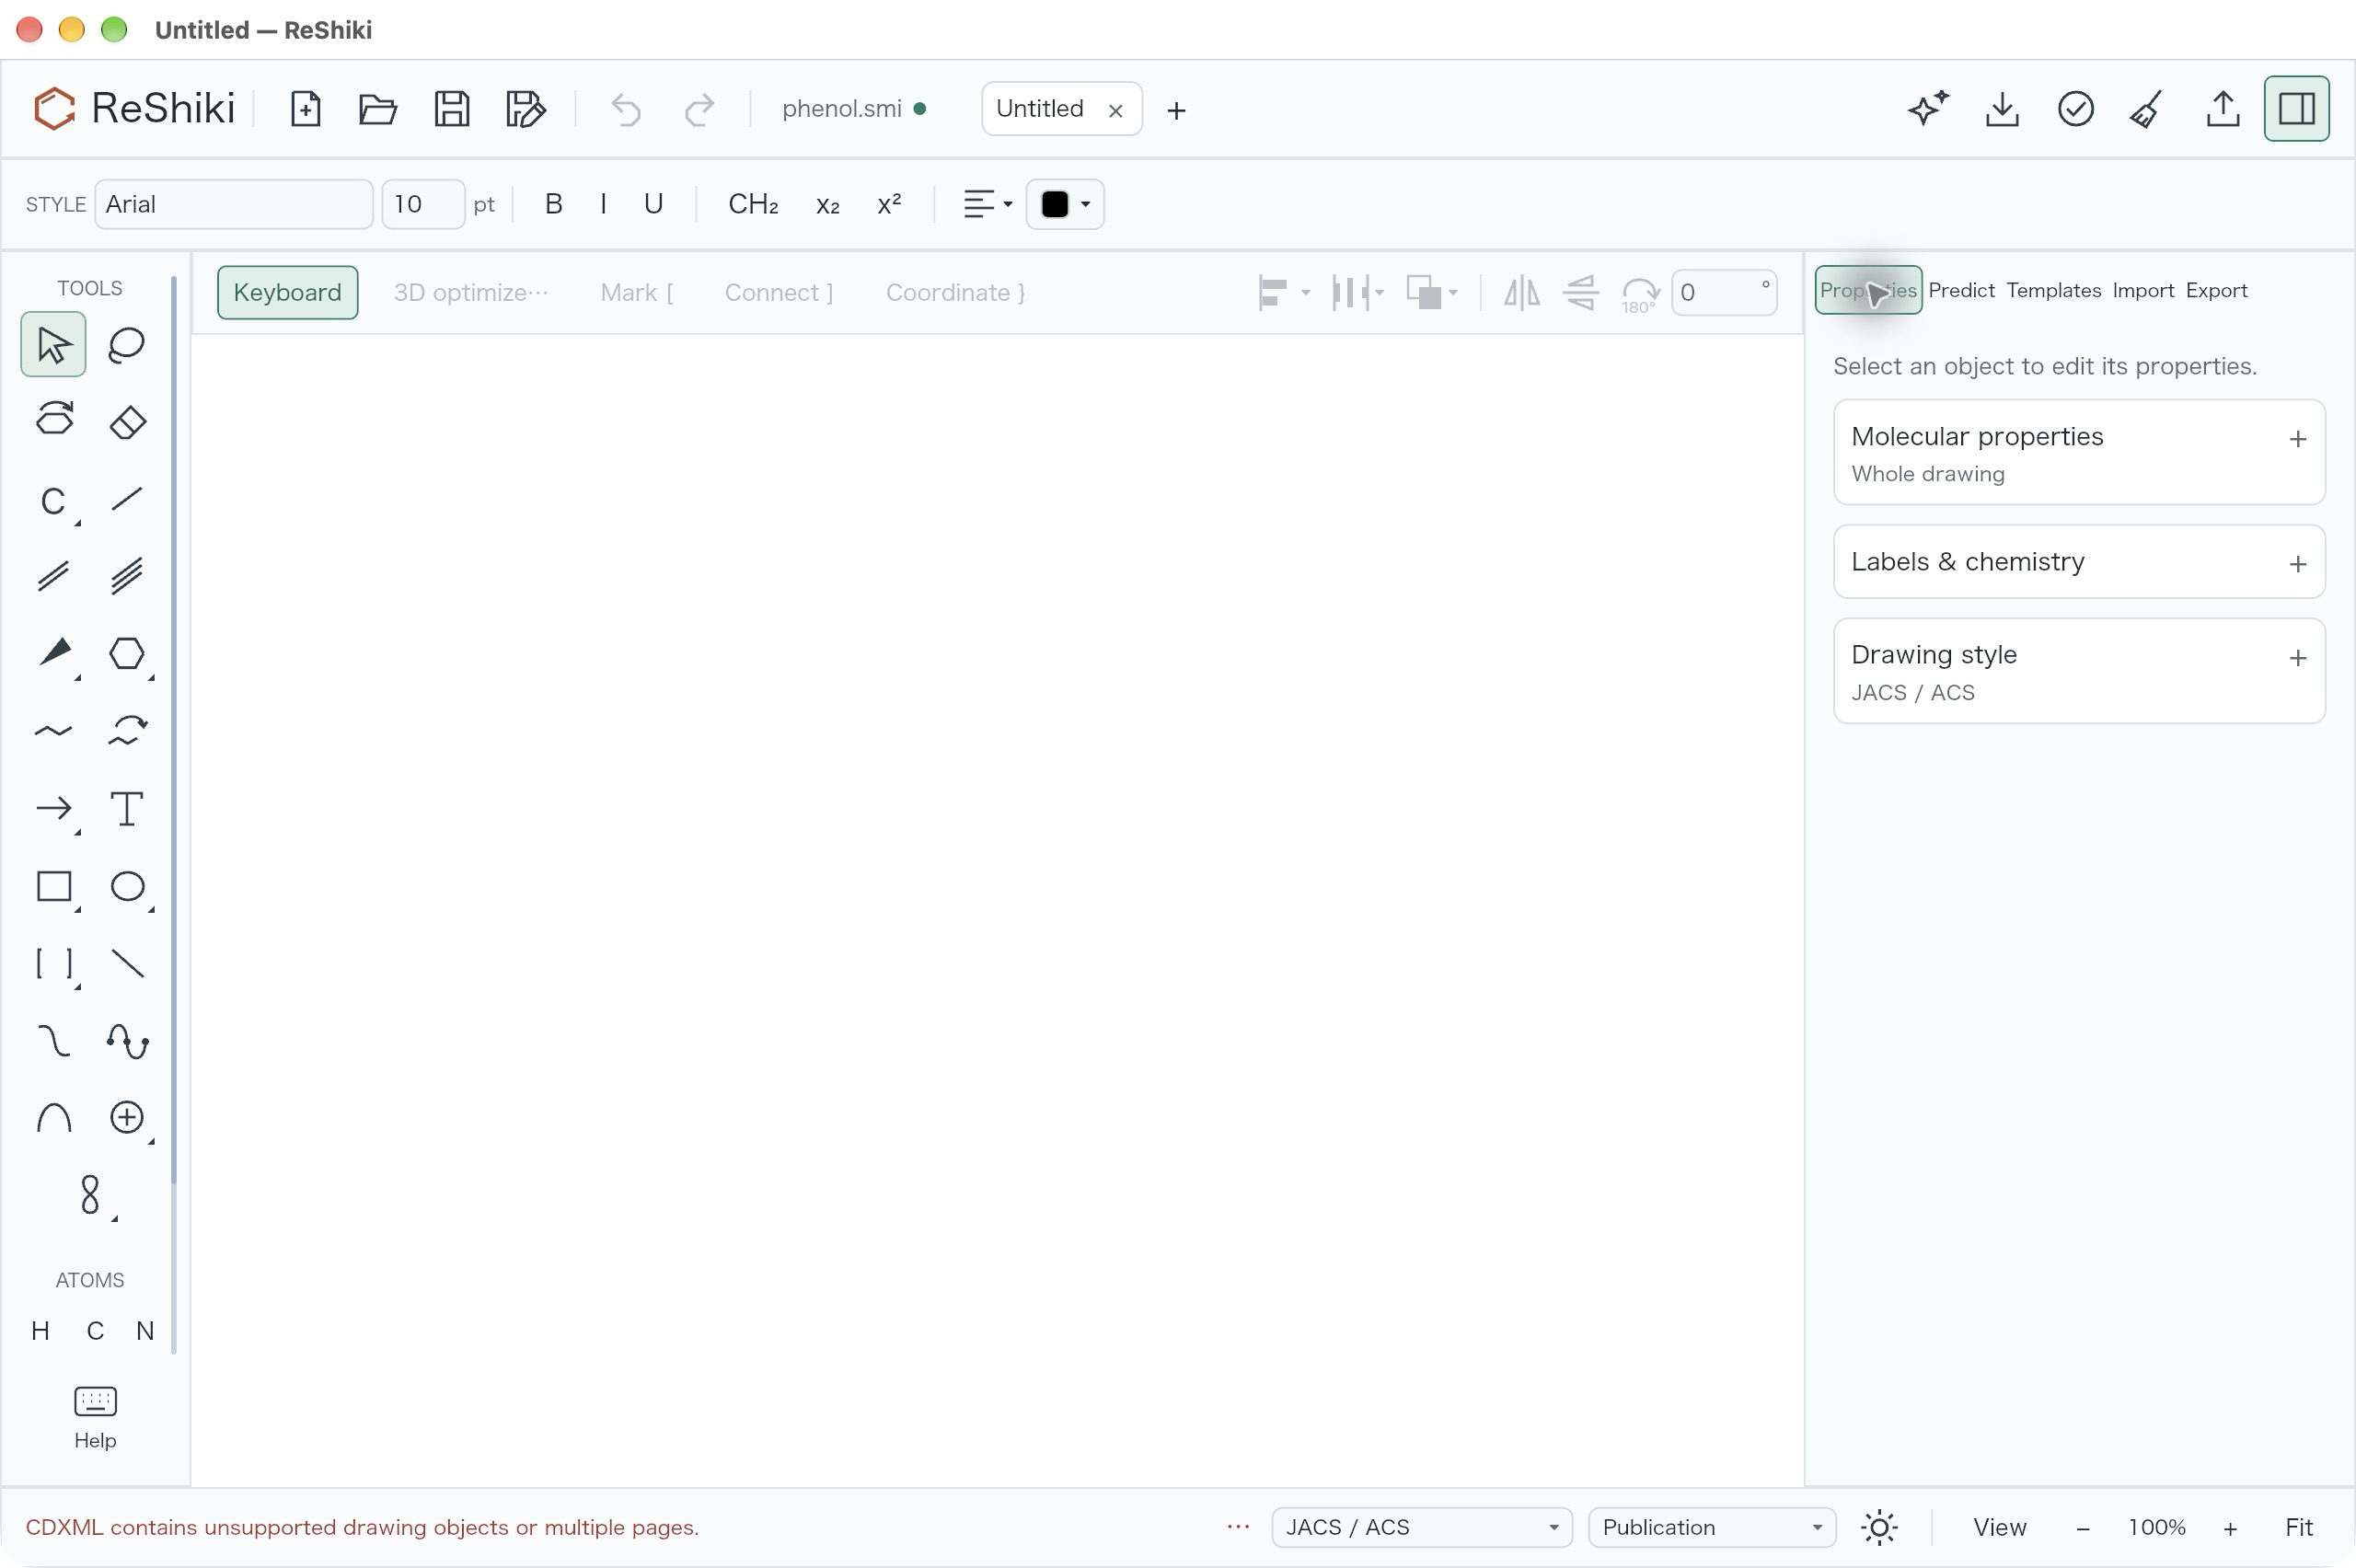 Untitled — ReShiki
ReShiki
phenol.smi
Untitled ×
+
STYLE Arial 10 pt B I U CH₂ x₂ x²
TOOLS
Keyboard 3D optimize··· Mark [ Connect ] Coordinate }
180°
0 °
Properties Predict Templates Import Export
Select an object to edit its properties.
Molecular properties +
Whole drawing
Labels & chemistry +
Drawing style +
JACS / ACS
C
T
[ ]
ATOMS
H C N
Help
CDXML contains unsupported drawing objects or multiple pages.
··· JACS / ACS Publication View − 100% + Fit